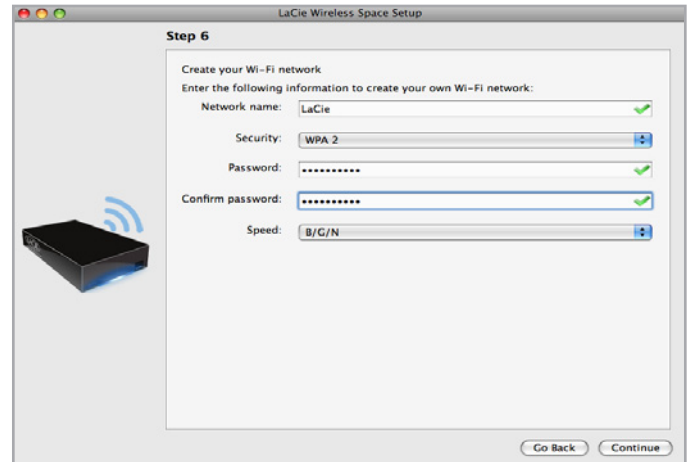 LaCie Wireless Space Setup
Step 6
Create your Wi-Fi network
Enter the following information to create your own Wi-Fi network:
Network name: LaCie
Security: WPA 2
Password: ••••••••••
Confirm password: ••••••••••
Speed: B/G/N
Go Back Continue